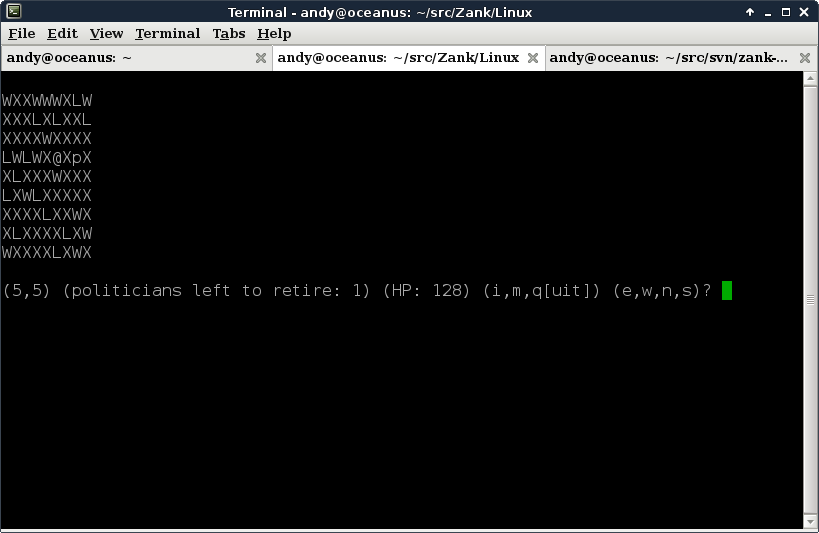 Terminal - andy@oceanus: ~/src/Zank/Linux
File Edit View Terminal Tabs Help
andy@oceanus: ~ andy@oceanus: ~/src/Zank/Linux andy@oceanus: ~/src/svn/zank-...
WXXWWWXLW
XXXLXLXXL
XXXXWXXXX
LWLWX@XpX
XLXXXWXXX
LXWLXXXXX
XXXXLXXWX
XLXXXXLXW
WXXXXLXWX
(5,5) (politicians left to retire: 1) (HP: 128) (i,m,q[uit]) (e,w,n,s)?